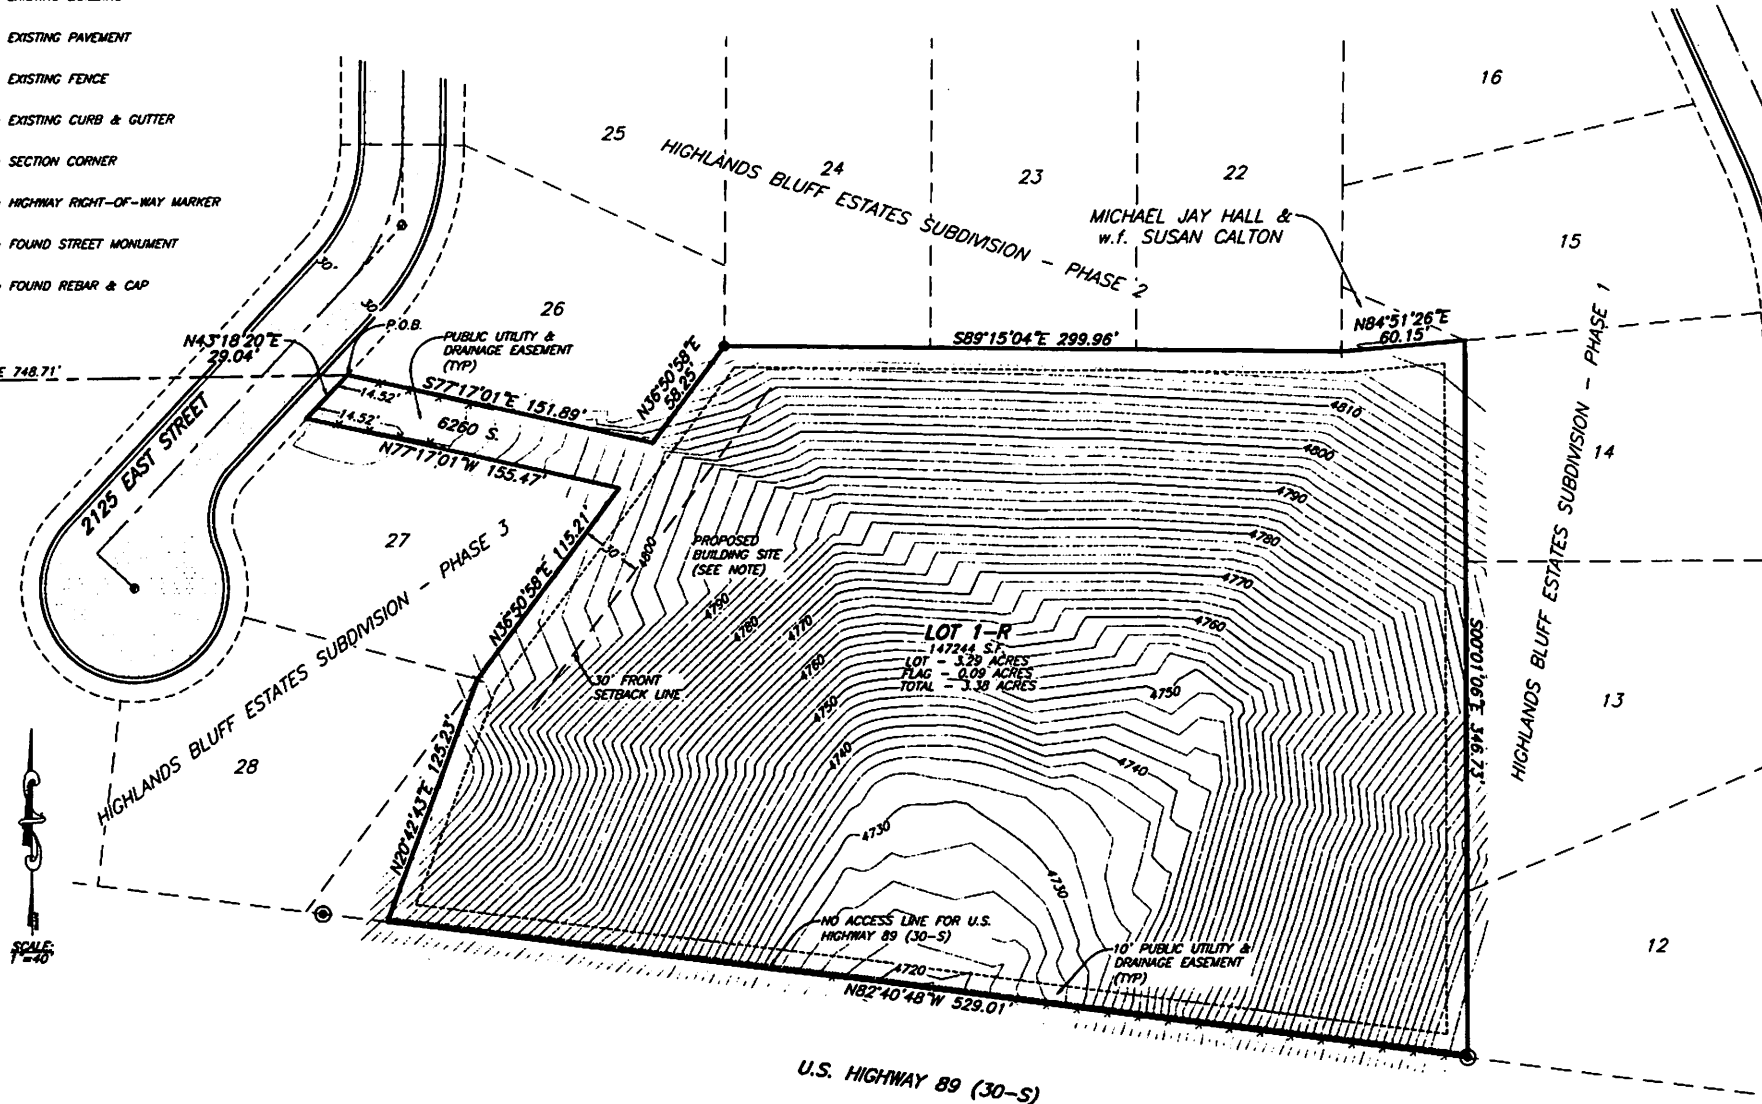 EXISTING PAVEMENT
EXISTING FENCE
EXISTING CURB & GUTTER
SECTION CORNER
HIGHWAY RIGHT-OF-WAY MARKER
FOUND STREET MONUMENT
FOUND REBAR & CAP
16
25
24
23
22
HIGHLANDS BLUFF ESTATES SUBDIVISION - PHASE 2
MICHAEL JAY HALL &
w.f. SUSAN CALTON
15
30'
30'
26
P.O.B.
N43°18'20"E
29.04'
E 748.71'
PUBLIC UTILITY &
DRAINAGE EASEMENT
(TYP)
S89°15'04"E 299.96'
N84°51'26"E
60.15'
N36°50'58"E
58.25'
S77°17'01"E 151.89'
14.52'
14.52'
6260 S.
N77°17'01"W 155.47'
2125 EAST STREET
4810
4800
4790
4780
4770
4760
4750
4740
4730
14
HIGHLANDS BLUFF ESTATES SUBDIVISION - PHASE 1
27
HIGHLANDS BLUFF ESTATES SUBDIVISION - PHASE 3
N36°50'58"E 115.21'
30'
4800
PROPOSED
BUILDING SITE
(SEE NOTE)
4790
4780
4770
4760
4750
4740
LOT 1-R
147244 S.F.
LOT - 3.29 ACRES
FLAG - 0.09 ACRES
TOTAL - 3.38 ACRES
30' FRONT
SETBACK LINE
S00°01'06"E 346.73'
13
28
N20°42'43"E 125.23'
4730
NO ACCESS LINE FOR U.S.
HIGHWAY 89 (30-S)
10' PUBLIC UTILITY &
DRAINAGE EASEMENT
(TYP)
4720
N82°40'48"W 529.01'
12
SCALE:
1"=40'
U.S. HIGHWAY 89 (30-S)